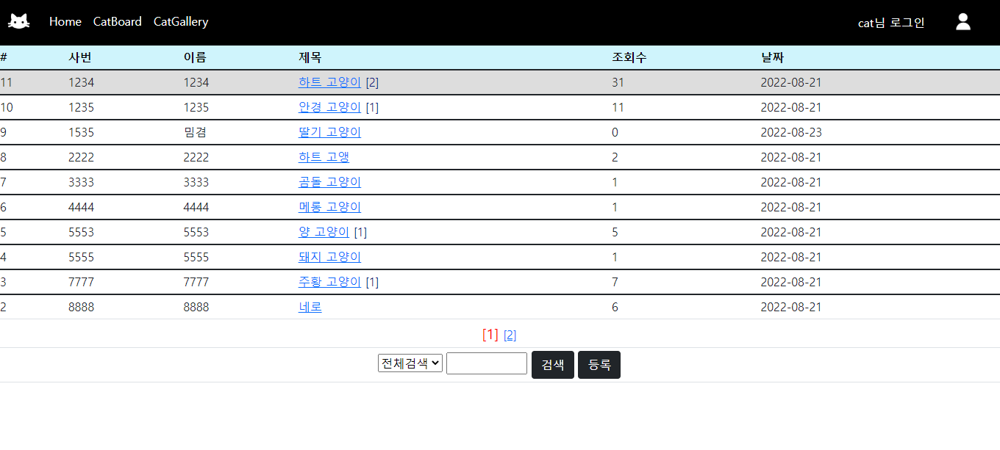 Home CatBoard CatGallery cat님 로그인
# 사번 이름 제목 조회수 날짜
11 1234 1234 하트 고양이 [2] 31 2022-08-21
10 1235 1235 안경 고양이 [1] 11 2022-08-21
9 1535 밈겸 딸기 고양이 0 2022-08-23
8 2222 2222 하트 고앵 2 2022-08-21
7 3333 3333 곰돌 고양이 1 2022-08-21
6 4444 4444 메롱 고양이 1 2022-08-21
5 5553 5553 양 고양이 [1] 5 2022-08-21
4 5555 5555 돼지 고양이 1 2022-08-21
3 7777 7777 주황 고양이 [1] 7 2022-08-21
2 8888 8888 네로 6 2022-08-21
[1] [2]
전체검색 검색 등록